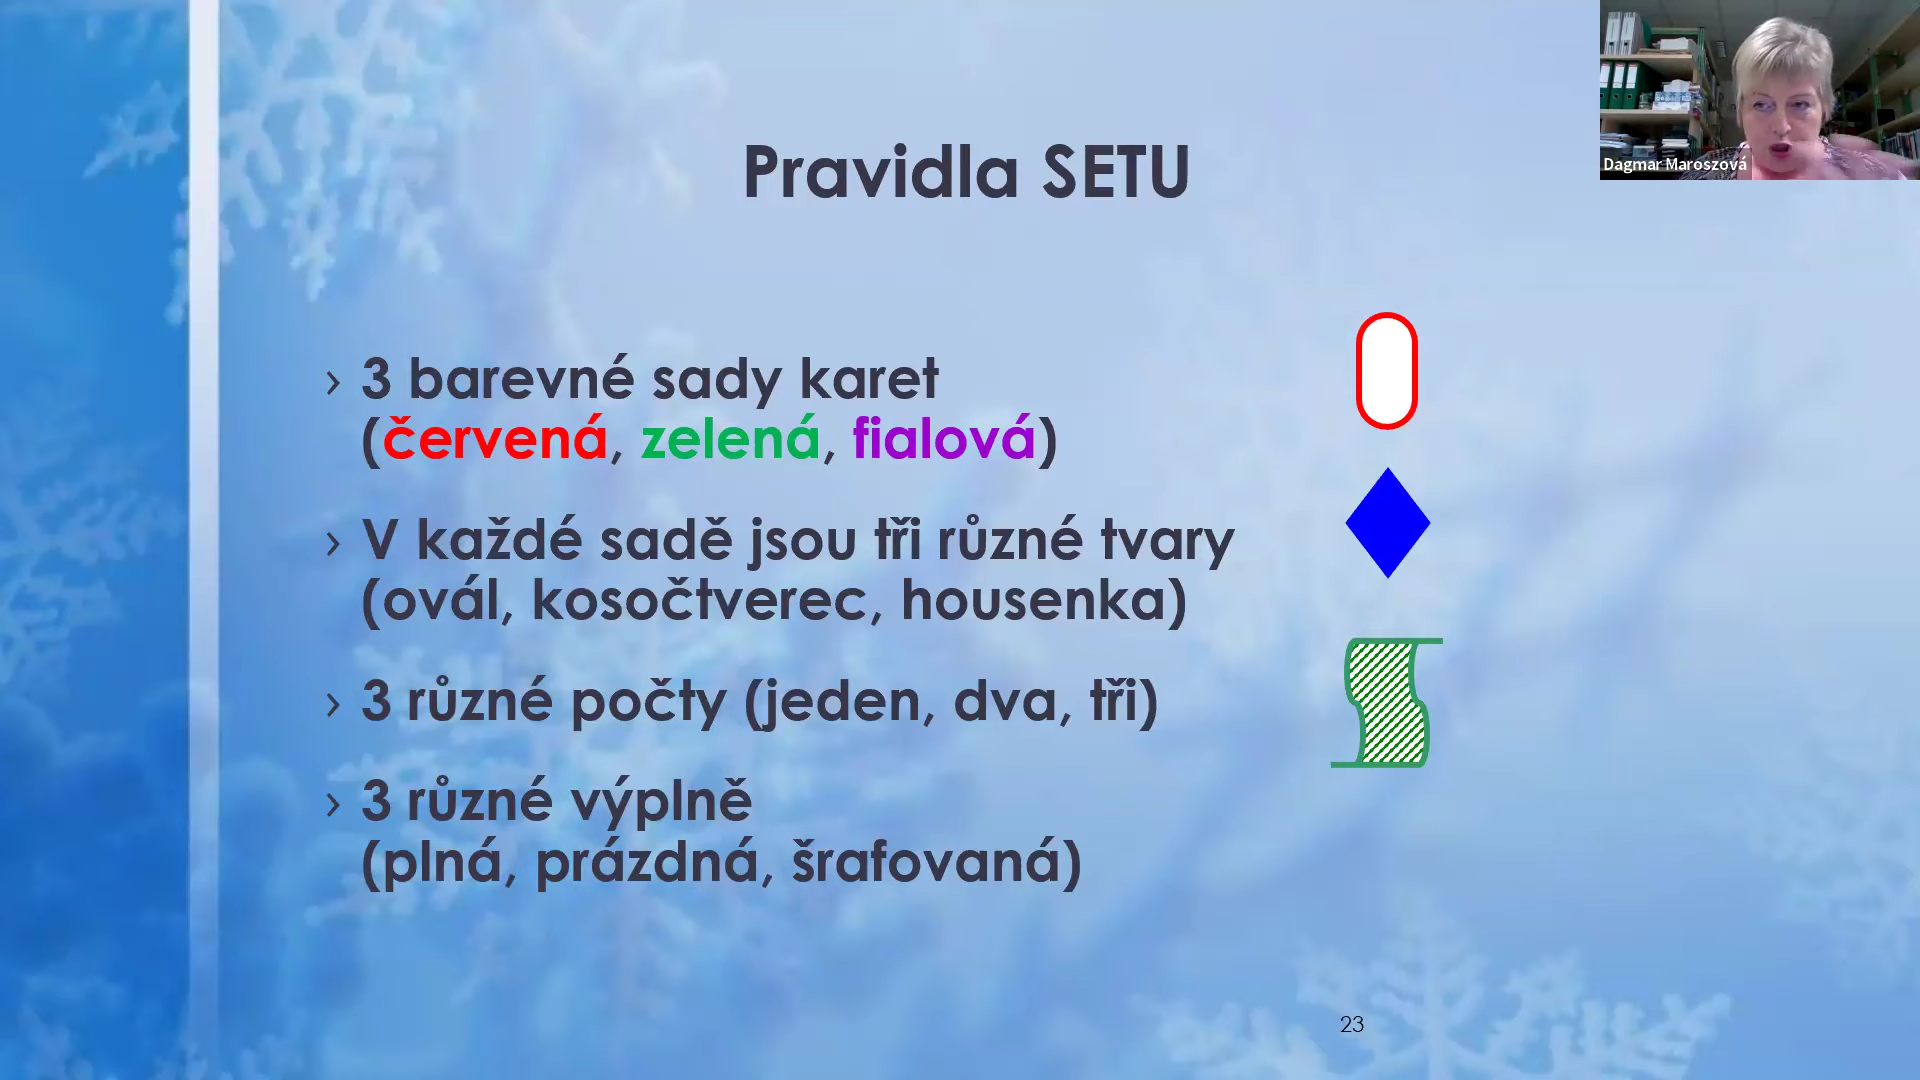 Dagmar Maroszová
Pravidla SETU
› 3 barevné sady karet
(červená, zelená, fialová)
› V každé sadě jsou tři různé tvary
(ovál, kosočtverec, housenka)
› 3 různé počty (jeden, dva, tři)
› 3 různé výplně
(plná, prázdná, šrafovaná)
23